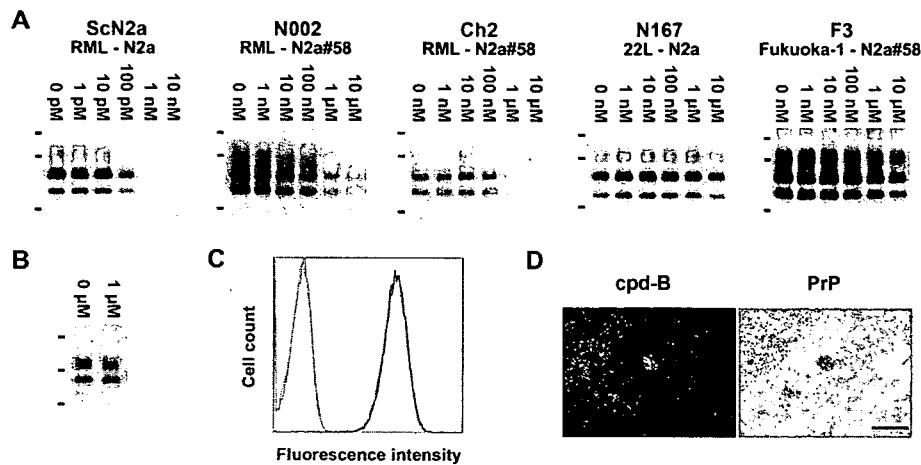 A
ScN2a
RML - N2a
0 pM
1 pM
10 pM
100 pM
1 nM
10 nM
N002
RML - N2a#58
0 nM
1 nM
10 nM
100 nM
1 µM
10 µM
Ch2
RML - N2a#58
0 nM
1 nM
10 nM
100 nM
1 µM
10 µM
N167
22L - N2a
0 nM
1 nM
10 nM
100 nM
1 µM
10 µM
F3
Fukuoka-1 - N2a#58
0 nM
1 nM
10 nM
100 nM
1 µM
10 µM
B
0 µM
1 µM
C
Cell count
Fluorescence intensity
D
cpd-B
PrP